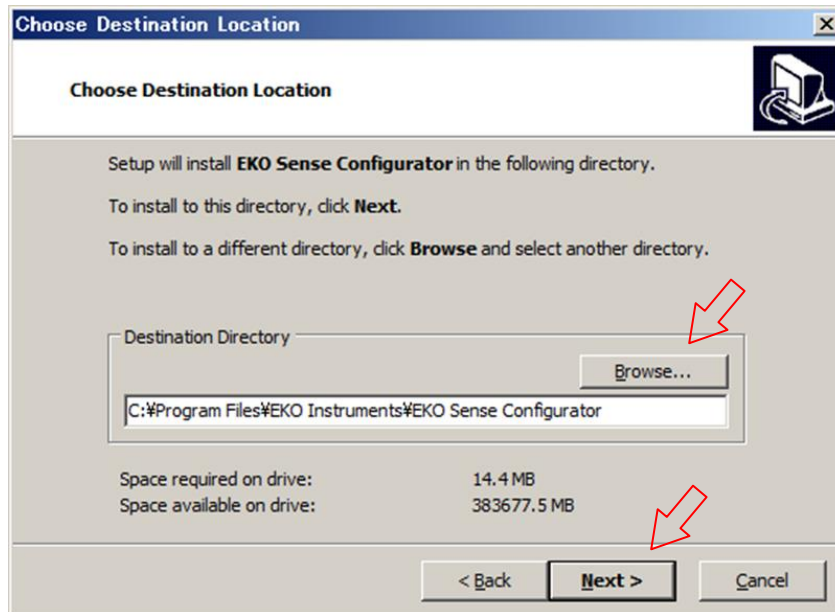 Choose Destination Location
Choose Destination Location
Setup will install EKO Sense Configurator in the following directory.
To install to this directory, click Next.
To install to a different directory, click Browse and select another directory.
Destination Directory
Browse...
C:¥Program Files¥EKO Instruments¥EKO Sense Configurator
Space required on drive: 14.4 MB
Space available on drive: 383677.5 MB
< Back Next > Cancel